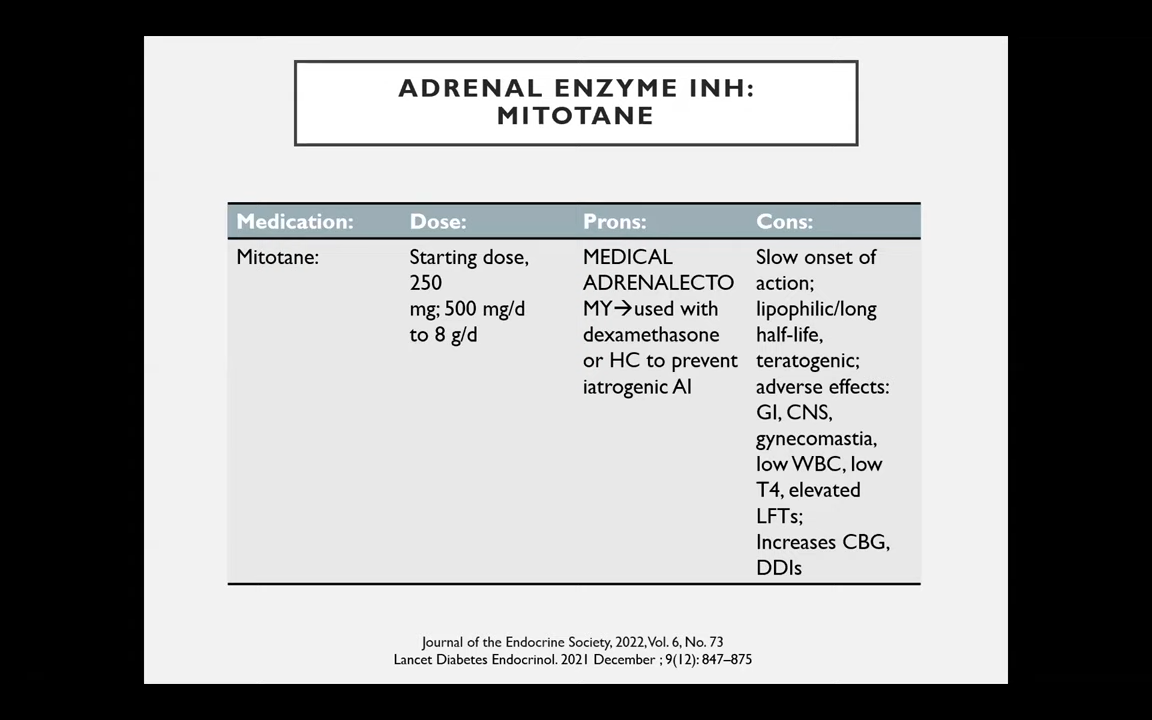 ADRENAL ENZYME INH:
MITOTANE
Medication:
Dose:
Prons:
Cons:
Mitotane:
Starting dose,
250
mg; 500 mg/d
to 8 g/d
MEDICAL
ADRENALECTO
MY→used with
dexamethasone
or HC to prevent
iatrogenic AI
Slow onset of
action;
lipophilic/long
half-life,
teratogenic;
adverse effects:
GI, CNS,
gynecomastia,
low WBC, low
T4, elevated
LFTs;
Increases CBG,
DDIs
Journal of the Endocrine Society, 2022, Vol. 6, No. 73
Lancet Diabetes Endocrinol. 2021 December ; 9(12): 847–875